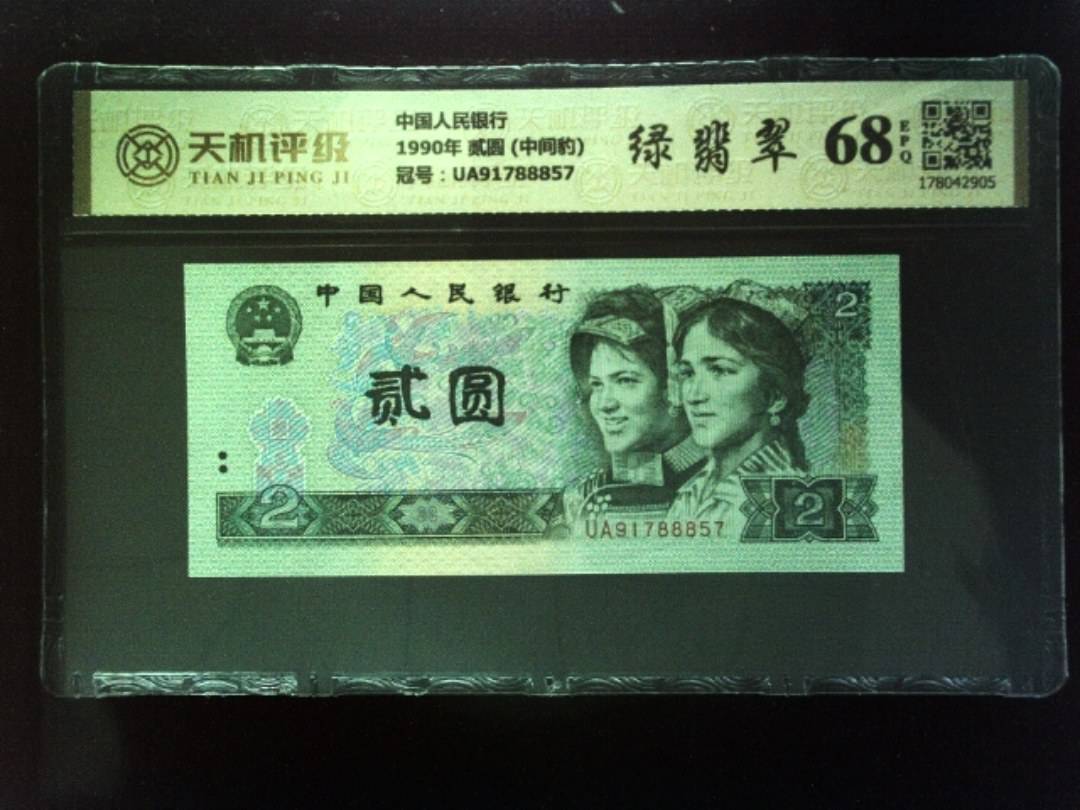 天机评级
TIAN JI PING JI
中国人民银行
1990年 贰圆 (中间豹)
冠号：UA91788857
绿翡翠
68
EPQ
178042905
中国人民银行
2
贰圆
2
UA91788857
2